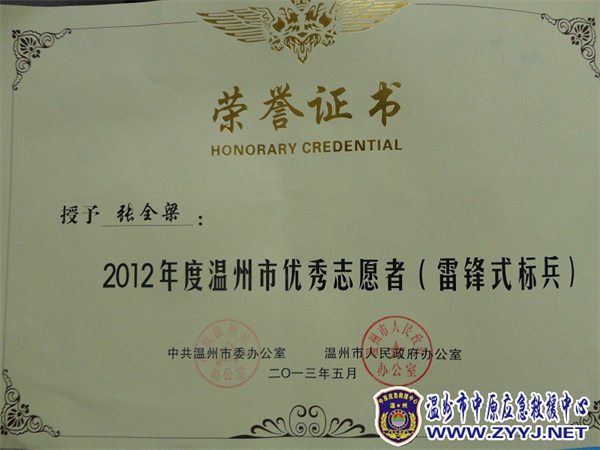 荣誉证书
HONORARY CREDENTIAL
授予 张全梁：
2012年度温州市优秀志愿者（雷锋式标兵）
中共温州市委办公室 温州市人民政府办公室
二〇一三年五月
温州市中原应急救援中心
WWW.ZYYJ.NET